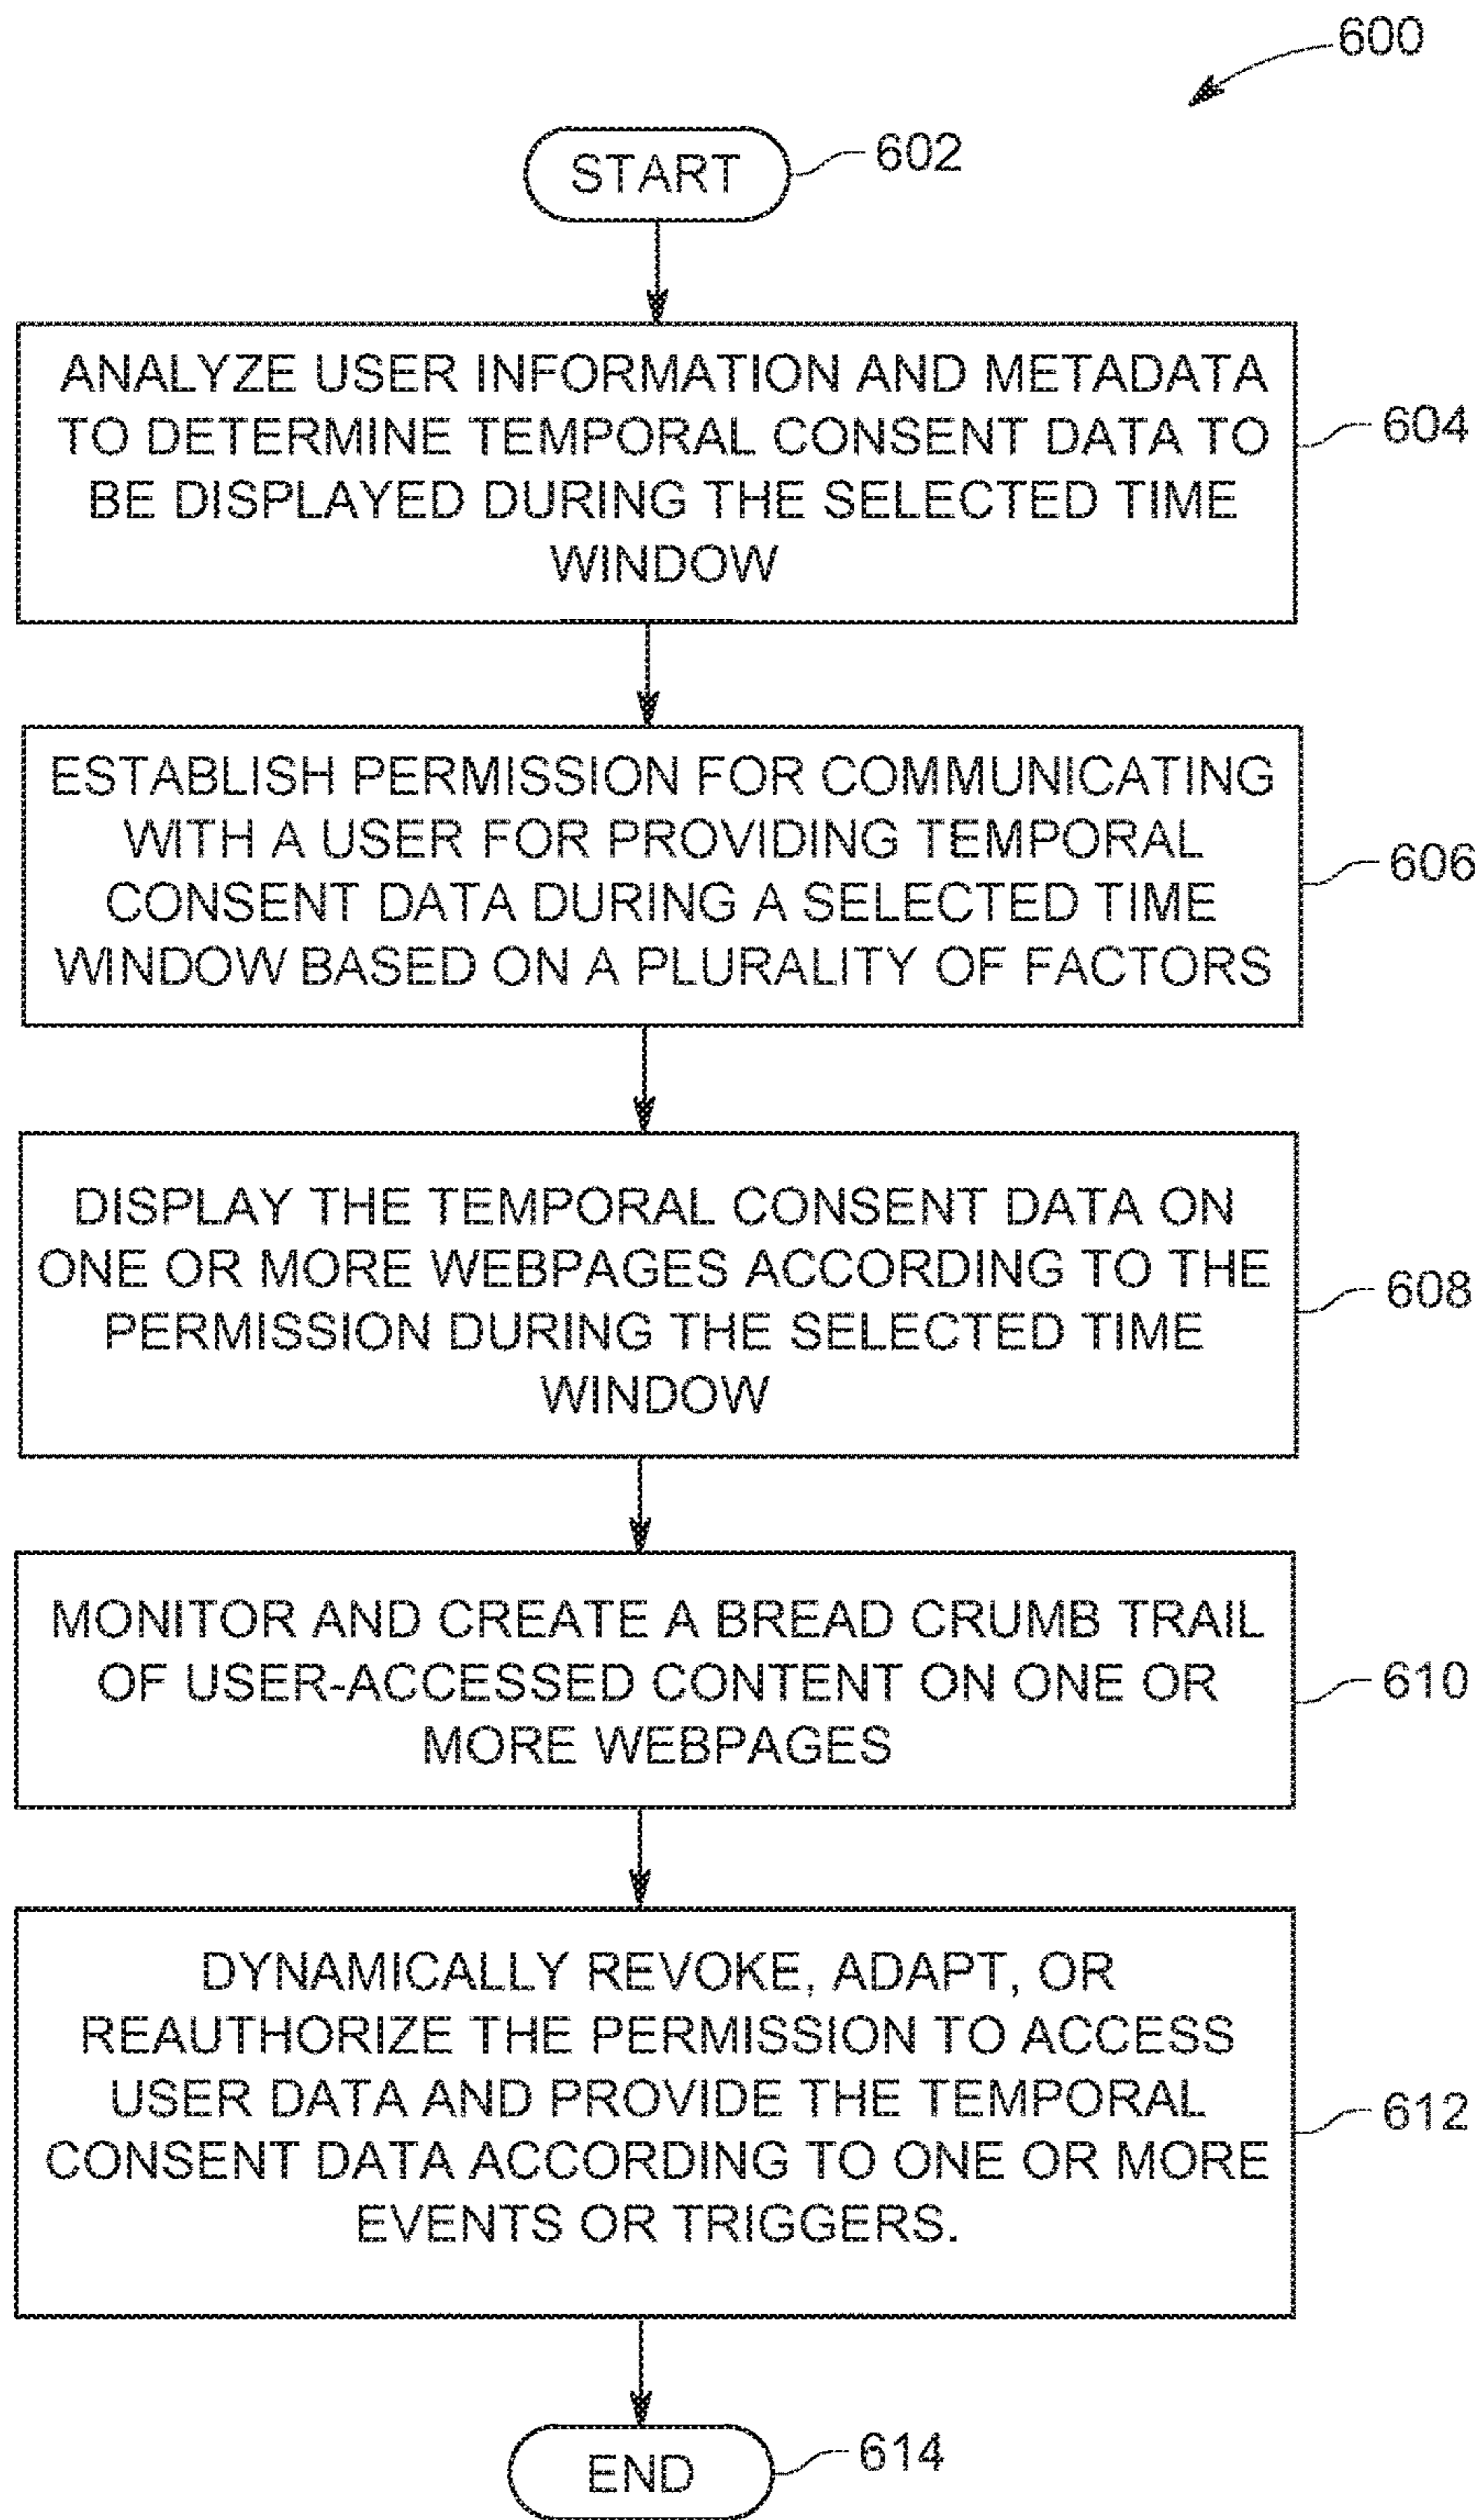 600
START
602
ANALYZE USER INFORMATION AND METADATA
TO DETERMINE TEMPORAL CONSENT DATA TO
BE DISPLAYED DURING THE SELECTED TIME
WINDOW
604
ESTABLISH PERMISSION FOR COMMUNICATING
WITH A USER FOR PROVIDING TEMPORAL
CONSENT DATA DURING A SELECTED TIME
WINDOW BASED ON A PLURALITY OF FACTORS
606
DISPLAY THE TEMPORAL CONSENT DATA ON
ONE OR MORE WEBPAGES ACCORDING TO THE
PERMISSION DURING THE SELECTED TIME
WINDOW
608
MONITOR AND CREATE A BREAD CRUMB TRAIL
OF USER-ACCESSED CONTENT ON ONE OR
MORE WEBPAGES
610
DYNAMICALLY REVOKE, ADAPT, OR
REAUTHORIZE THE PERMISSION TO ACCESS
USER DATA AND PROVIDE THE TEMPORAL
CONSENT DATA ACCORDING TO ONE OR MORE
EVENTS OR TRIGGERS.
612
END
614